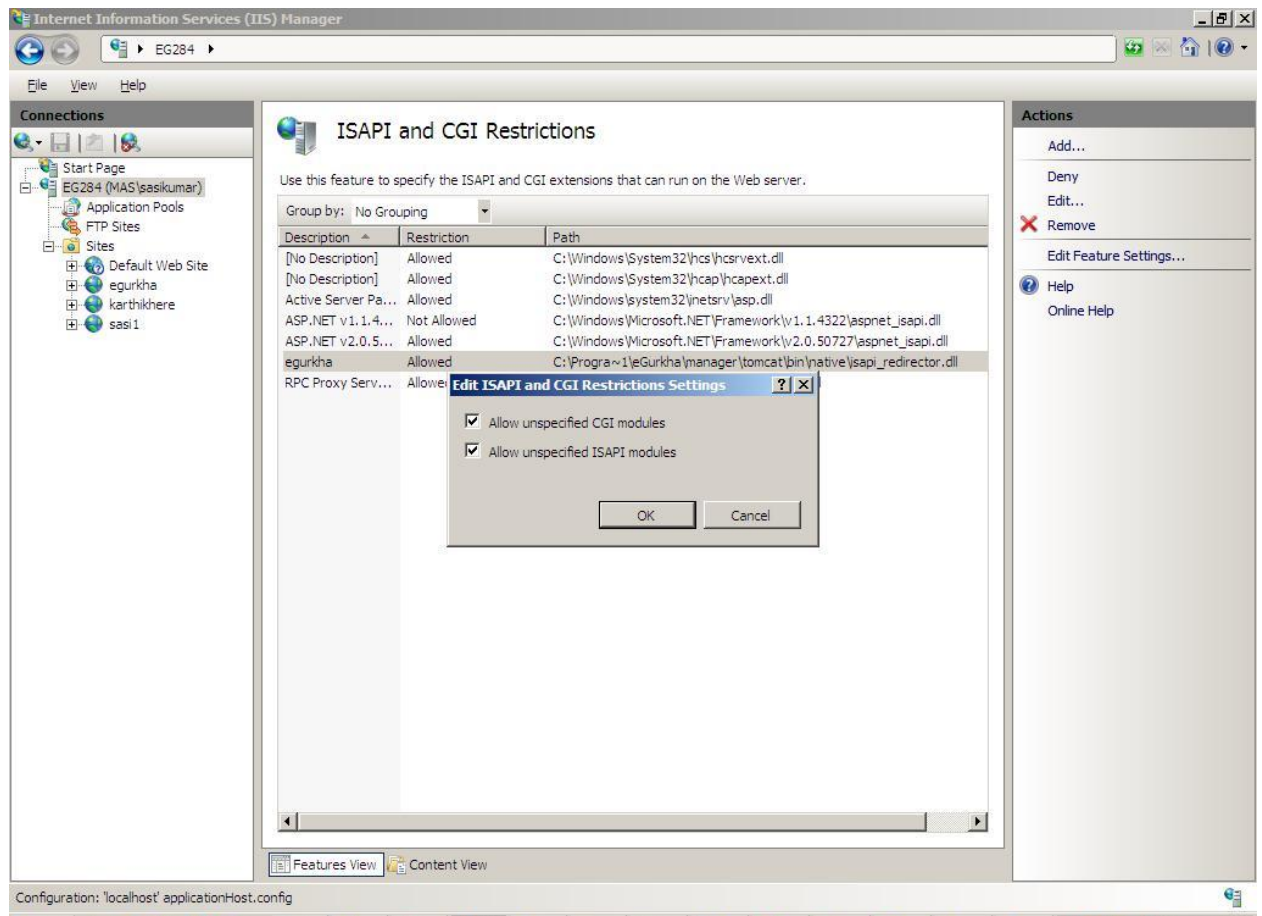 Internet Information Services (IIS) Manager
EG284
File View Help
Connections
Start Page
EG284 (MAS\sasikumar)
Application Pools
FTP Sites
Sites
Default Web Site
egurkha
karthikhere
sasi1
ISAPI and CGI Restrictions
Use this feature to specify the ISAPI and CGI extensions that can run on the Web server.
Group by: No Grouping
Description Restriction Path
[No Description] Allowed C:\Windows\System32\hcs\hcsrvext.dll
[No Description] Allowed C:\Windows\System32\hcap\hcapext.dll
Active Server Pa... Allowed C:\Windows\system32\inetsrv\asp.dll
ASP.NET v1.1.4... Not Allowed C:\Windows\Microsoft.NET\Framework\v1.1.4322\aspnet_isapi.dll
ASP.NET v2.0.5... Allowed C:\Windows\Microsoft.NET\Framework\v2.0.50727\aspnet_isapi.dll
egurkha Allowed C:\Progra~1\eGurkha\manager\tomcat\bin\native\isapi_redirector.dll
RPC Proxy Serv...
Edit ISAPI and CGI Restrictions Settings
Allow unspecified CGI modules
Allow unspecified ISAPI modules
OK Cancel
Features View Content View
Actions
Add...
Deny
Edit...
Remove
Edit Feature Settings...
Help
Online Help
Configuration: 'localhost' applicationHost.config